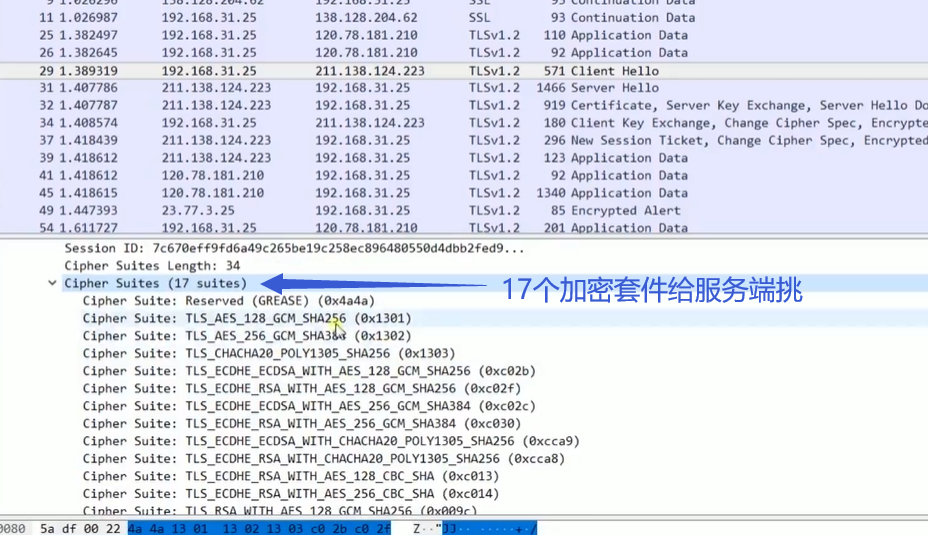 9 1.026296 138.128.204.62 192.168.31.25 SSL 93 Continuation Data
11 1.026987 192.168.31.25 138.128.204.62 SSL 93 Continuation Data
25 1.382497 192.168.31.25 120.78.181.210 TLSv1.2 110 Application Data
26 1.382645 192.168.31.25 120.78.181.210 TLSv1.2 92 Application Data
29 1.389319 192.168.31.25 211.138.124.223 TLSv1.2 571 Client Hello
31 1.407786 211.138.124.223 192.168.31.25 TLSv1.2 1466 Server Hello
32 1.407787 211.138.124.223 192.168.31.25 TLSv1.2 919 Certificate, Server Key Exchange, Server Hello Do
34 1.408574 192.168.31.25 211.138.124.223 TLSv1.2 180 Client Key Exchange, Change Cipher Spec, Encrypte
37 1.418439 211.138.124.223 192.168.31.25 TLSv1.2 296 New Session Ticket, Change Cipher Spec, Encrypted
39 1.418612 211.138.124.223 192.168.31.25 TLSv1.2 123 Application Data
41 1.418612 120.78.181.210 192.168.31.25 TLSv1.2 92 Application Data
45 1.418615 120.78.181.210 192.168.31.25 TLSv1.2 1340 Application Data
49 1.447393 23.77.3.25 192.168.31.25 TLSv1.2 85 Encrypted Alert
54 1.611727 192.168.31.25 192.168.31.25 TLSv1.2 201 Application Data
Session ID: 7c670eff9fd6a49c265be19c258ec896480550d4dbb2fed9...
Cipher Suites Length: 34
Cipher Suites (17 suites) 17个加密套件给服务端挑
Cipher Suite: Reserved (GREASE) (0x4a4a)
Cipher Suite: TLS_AES_128_GCM_SHA256 (0x1301)
Cipher Suite: TLS_AES_256_GCM_SHA384 (0x1302)
Cipher Suite: TLS_CHACHA20_POLY1305_SHA256 (0x1303)
Cipher Suite: TLS_ECDHE_ECDSA_WITH_AES_128_GCM_SHA256 (0xc02b)
Cipher Suite: TLS_ECDHE_RSA_WITH_AES_128_GCM_SHA256 (0xc02f)
Cipher Suite: TLS_ECDHE_ECDSA_WITH_AES_256_GCM_SHA384 (0xc02c)
Cipher Suite: TLS_ECDHE_RSA_WITH_AES_256_GCM_SHA384 (0xc030)
Cipher Suite: TLS_ECDHE_ECDSA_WITH_CHACHA20_POLY1305_SHA256 (0xcca9)
Cipher Suite: TLS_ECDHE_RSA_WITH_CHACHA20_POLY1305_SHA256 (0xcca8)
Cipher Suite: TLS_ECDHE_RSA_WITH_AES_128_CBC_SHA (0xc013)
Cipher Suite: TLS_ECDHE_RSA_WITH_AES_256_CBC_SHA (0xc014)
Cipher Suite: TLS_RSA_WITH_AES_128_GCM_SHA256 (0x009c)
0080 5a df 00 22 4a 4a 13 01 13 02 13 03 c0 2b c0 2f Z··"JJ·· ·····+·/